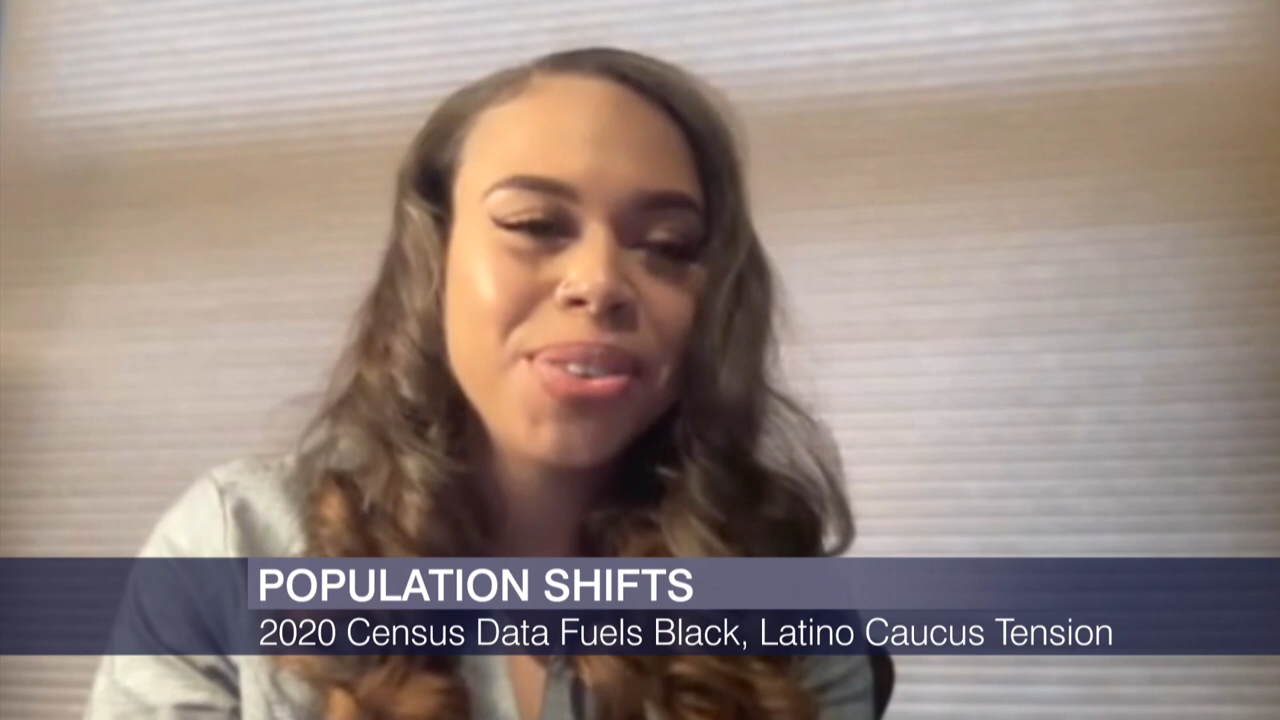 POPULATION SHIFTS
2020 Census Data Fuels Black, Latino Caucus Tension